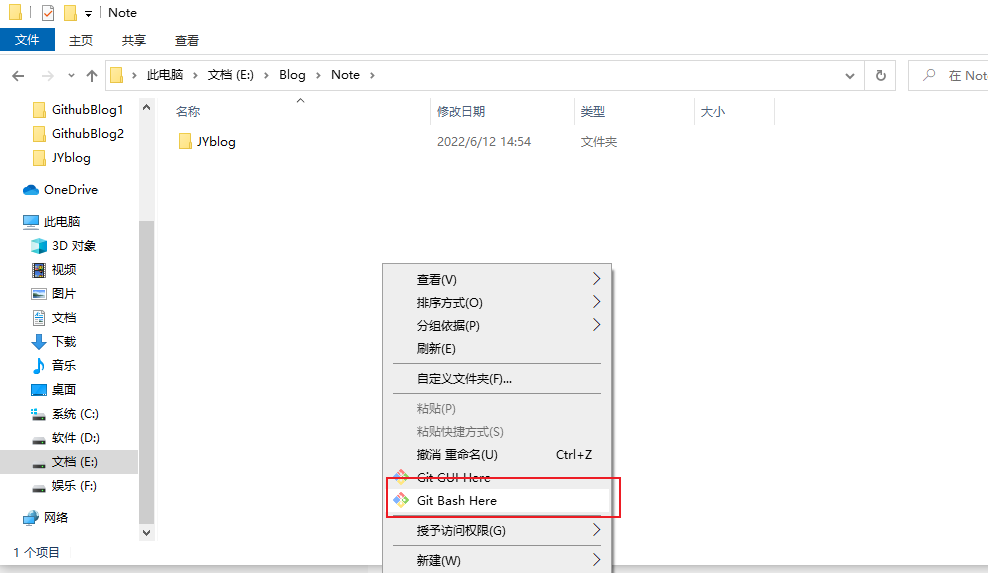 Note
文件 主页 共享 查看
此电脑 文档 (E:) Blog Note 在 Not
GithubBlog1
GithubBlog2
JYblog
OneDrive
此电脑
3D 对象
视频
图片
文档
下载
音乐
桌面
系统 (C:)
软件 (D:)
文档 (E:)
娱乐 (F:)
网络
名称 修改日期 类型 大小
JYblog 2022/6/12 14:54 文件夹
查看(V)
排序方式(O)
分组依据(P)
刷新(E)
自定义文件夹(F)...
粘贴(P)
粘贴快捷方式(S)
撤消 重命名(U) Ctrl+Z
Git GUI Here
Git Bash Here
授予访问权限(G)
新建(W)
1 个项目